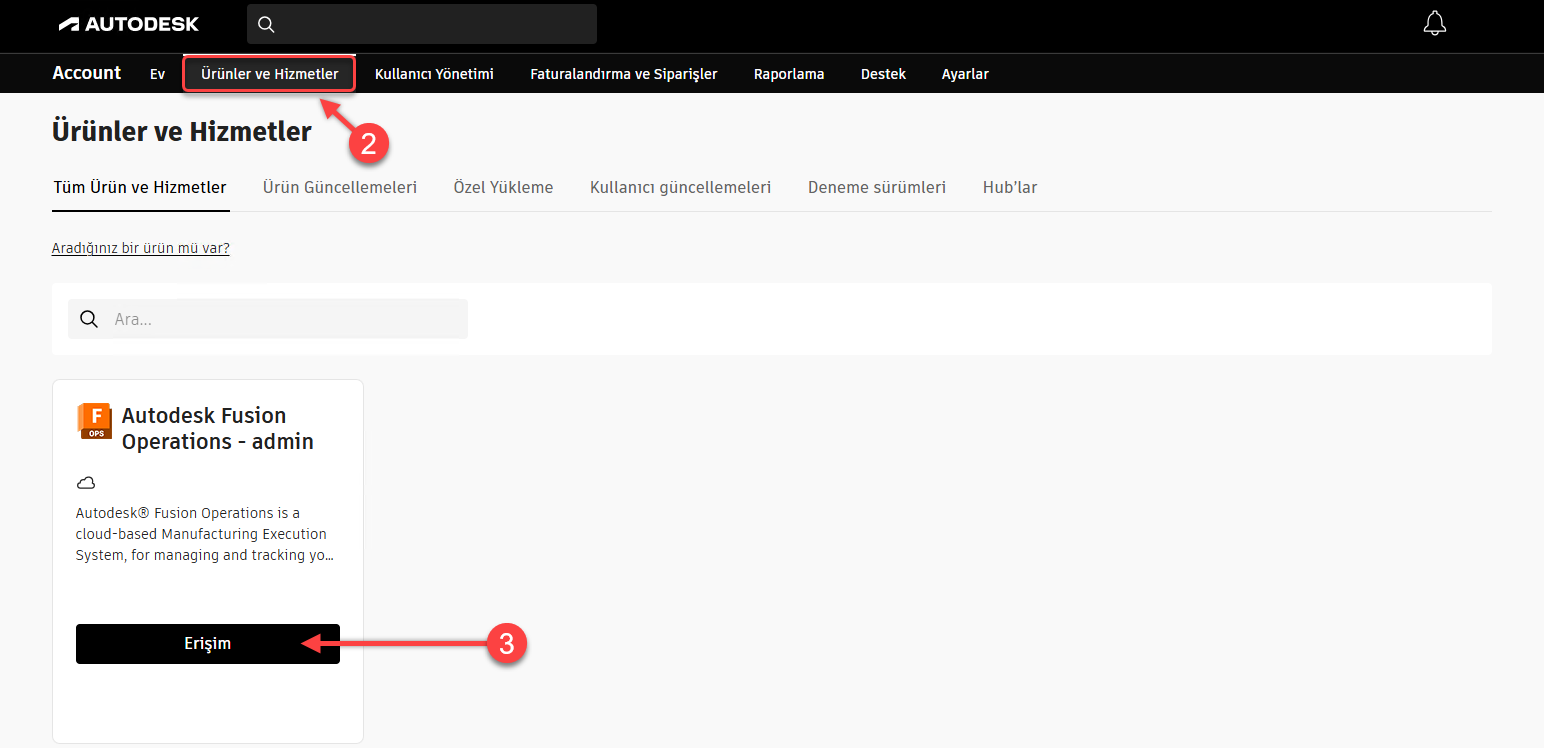 AUTODESK
Account Ev Ürünler ve Hizmetler Kullanıcı Yönetimi Faturalandırma ve Siparişler Raporlama Destek Ayarlar
2
Ürünler ve Hizmetler
Tüm Ürün ve Hizmetler Ürün Güncellemeleri Özel Yükleme Kullanıcı güncellemeleri Deneme sürümleri Hub'lar
Aradığınız bir ürün mü var?
Ara...
F
OPS
Autodesk Fusion
Operations - admin
Autodesk® Fusion Operations is a
cloud-based Manufacturing Execution
System, for managing and tracking yo...
Erişim
3